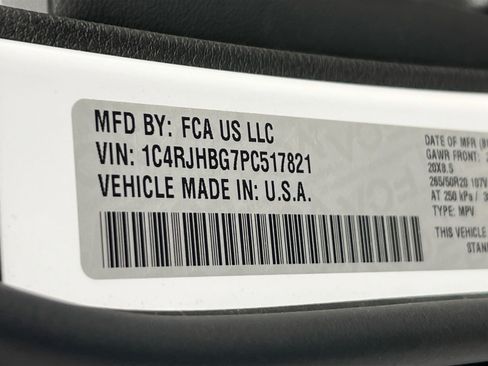 MFD BY: FCA US LLC
VIN: 1C4RJHBG7PC517821
VEHICLE MADE IN: U.S.A.
DATE OF MFR
GAWR FRONT:
20X8.5
265/50R20 107V
AT 250 kPa /
TYPE: MPV
THIS VEHICLE
STAN